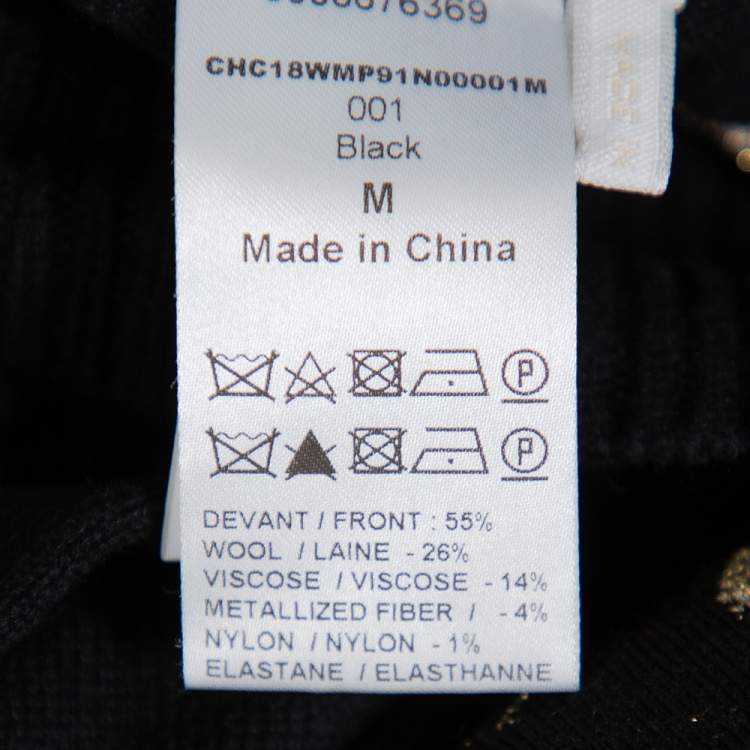 CHC18WMP91N00001M
001
Black
M
Made in China
P
P
DEVANT / FRONT : 55%
WOOL / LAINE - 26%
VISCOSE / VISCOSE - 14%
METALLIZED FIBER / - 4%
NYLON / NYLON - 1%
ELASTANE / ELASTHANNE